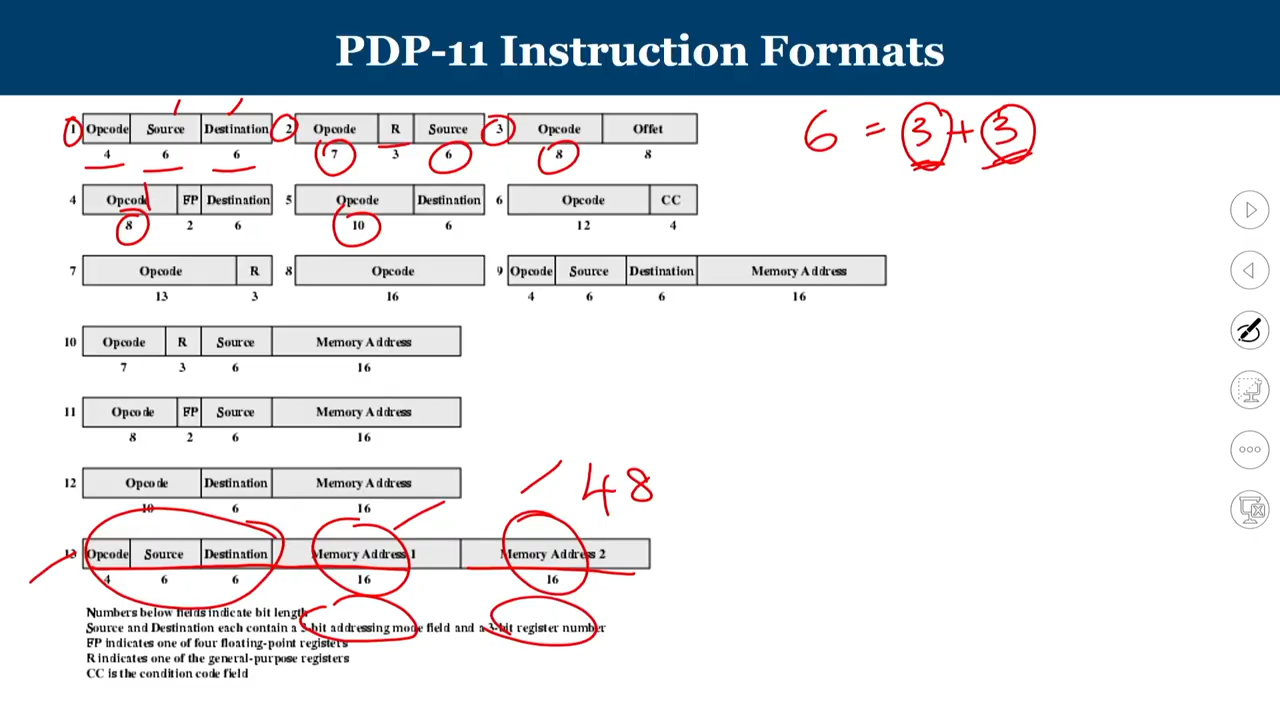 PDP-11 Instruction Formats
1 Opcode Source Destination 2 Opcode R Source 3 Opcode Offet
4 6 6 7 3 6 8 8
6 = 3 + 3
4 Opcode FP Destination 5 Opcode Destination 6 Opcode CC
8 2 6 10 6 12 4
7 Opcode R 8 Opcode 9 Opcode Source Destination Memory Address
13 3 16 4 6 6 16
10 Opcode R Source Memory Address
7 3 6 16
11 Opcode FP Source Memory Address
8 2 6 16
12 Opcode Destination Memory Address
10 6 16
48
13 Opcode Source Destination Memory Address 1 Memory Address 2
4 6 6 16 16
Numbers below fields indicate bit length
Source and Destination each contain a 3-bit addressing mode field and a 3-bit register number
FP indicates one of four floating-point registers
R indicates one of the general-purpose registers
CC is the condition code field